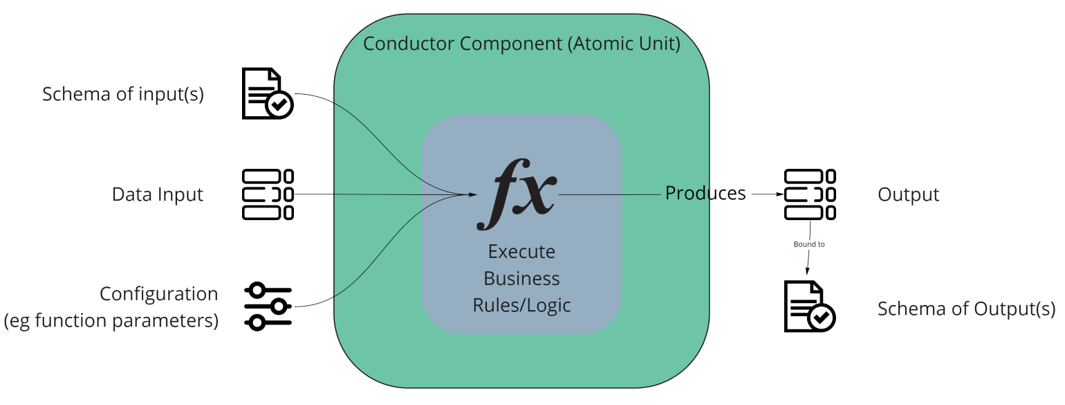 Conductor Component (Atomic Unit)
Schema of input(s)
Data Input
Configuration
(eg function parameters)
fx
Execute
Business
Rules/Logic
Produces
Output
Bound to
Schema of Output(s)